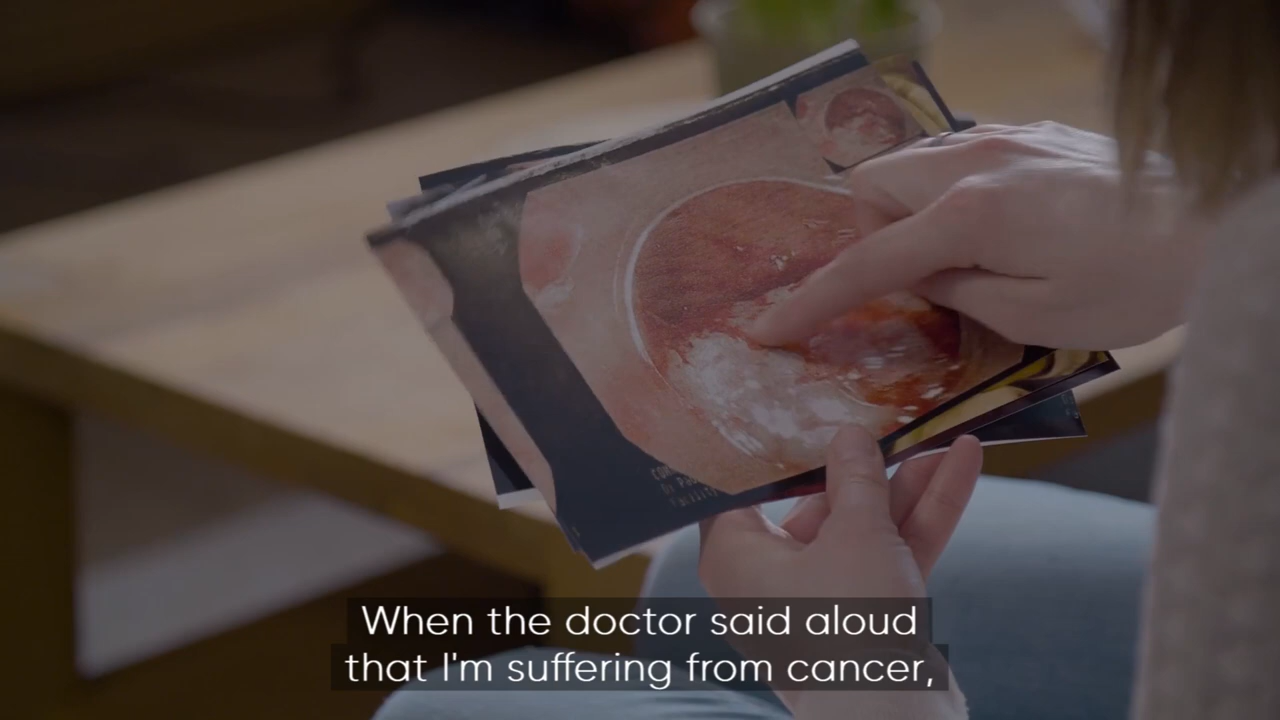 When the doctor said aloud
that I'm suffering from cancer,